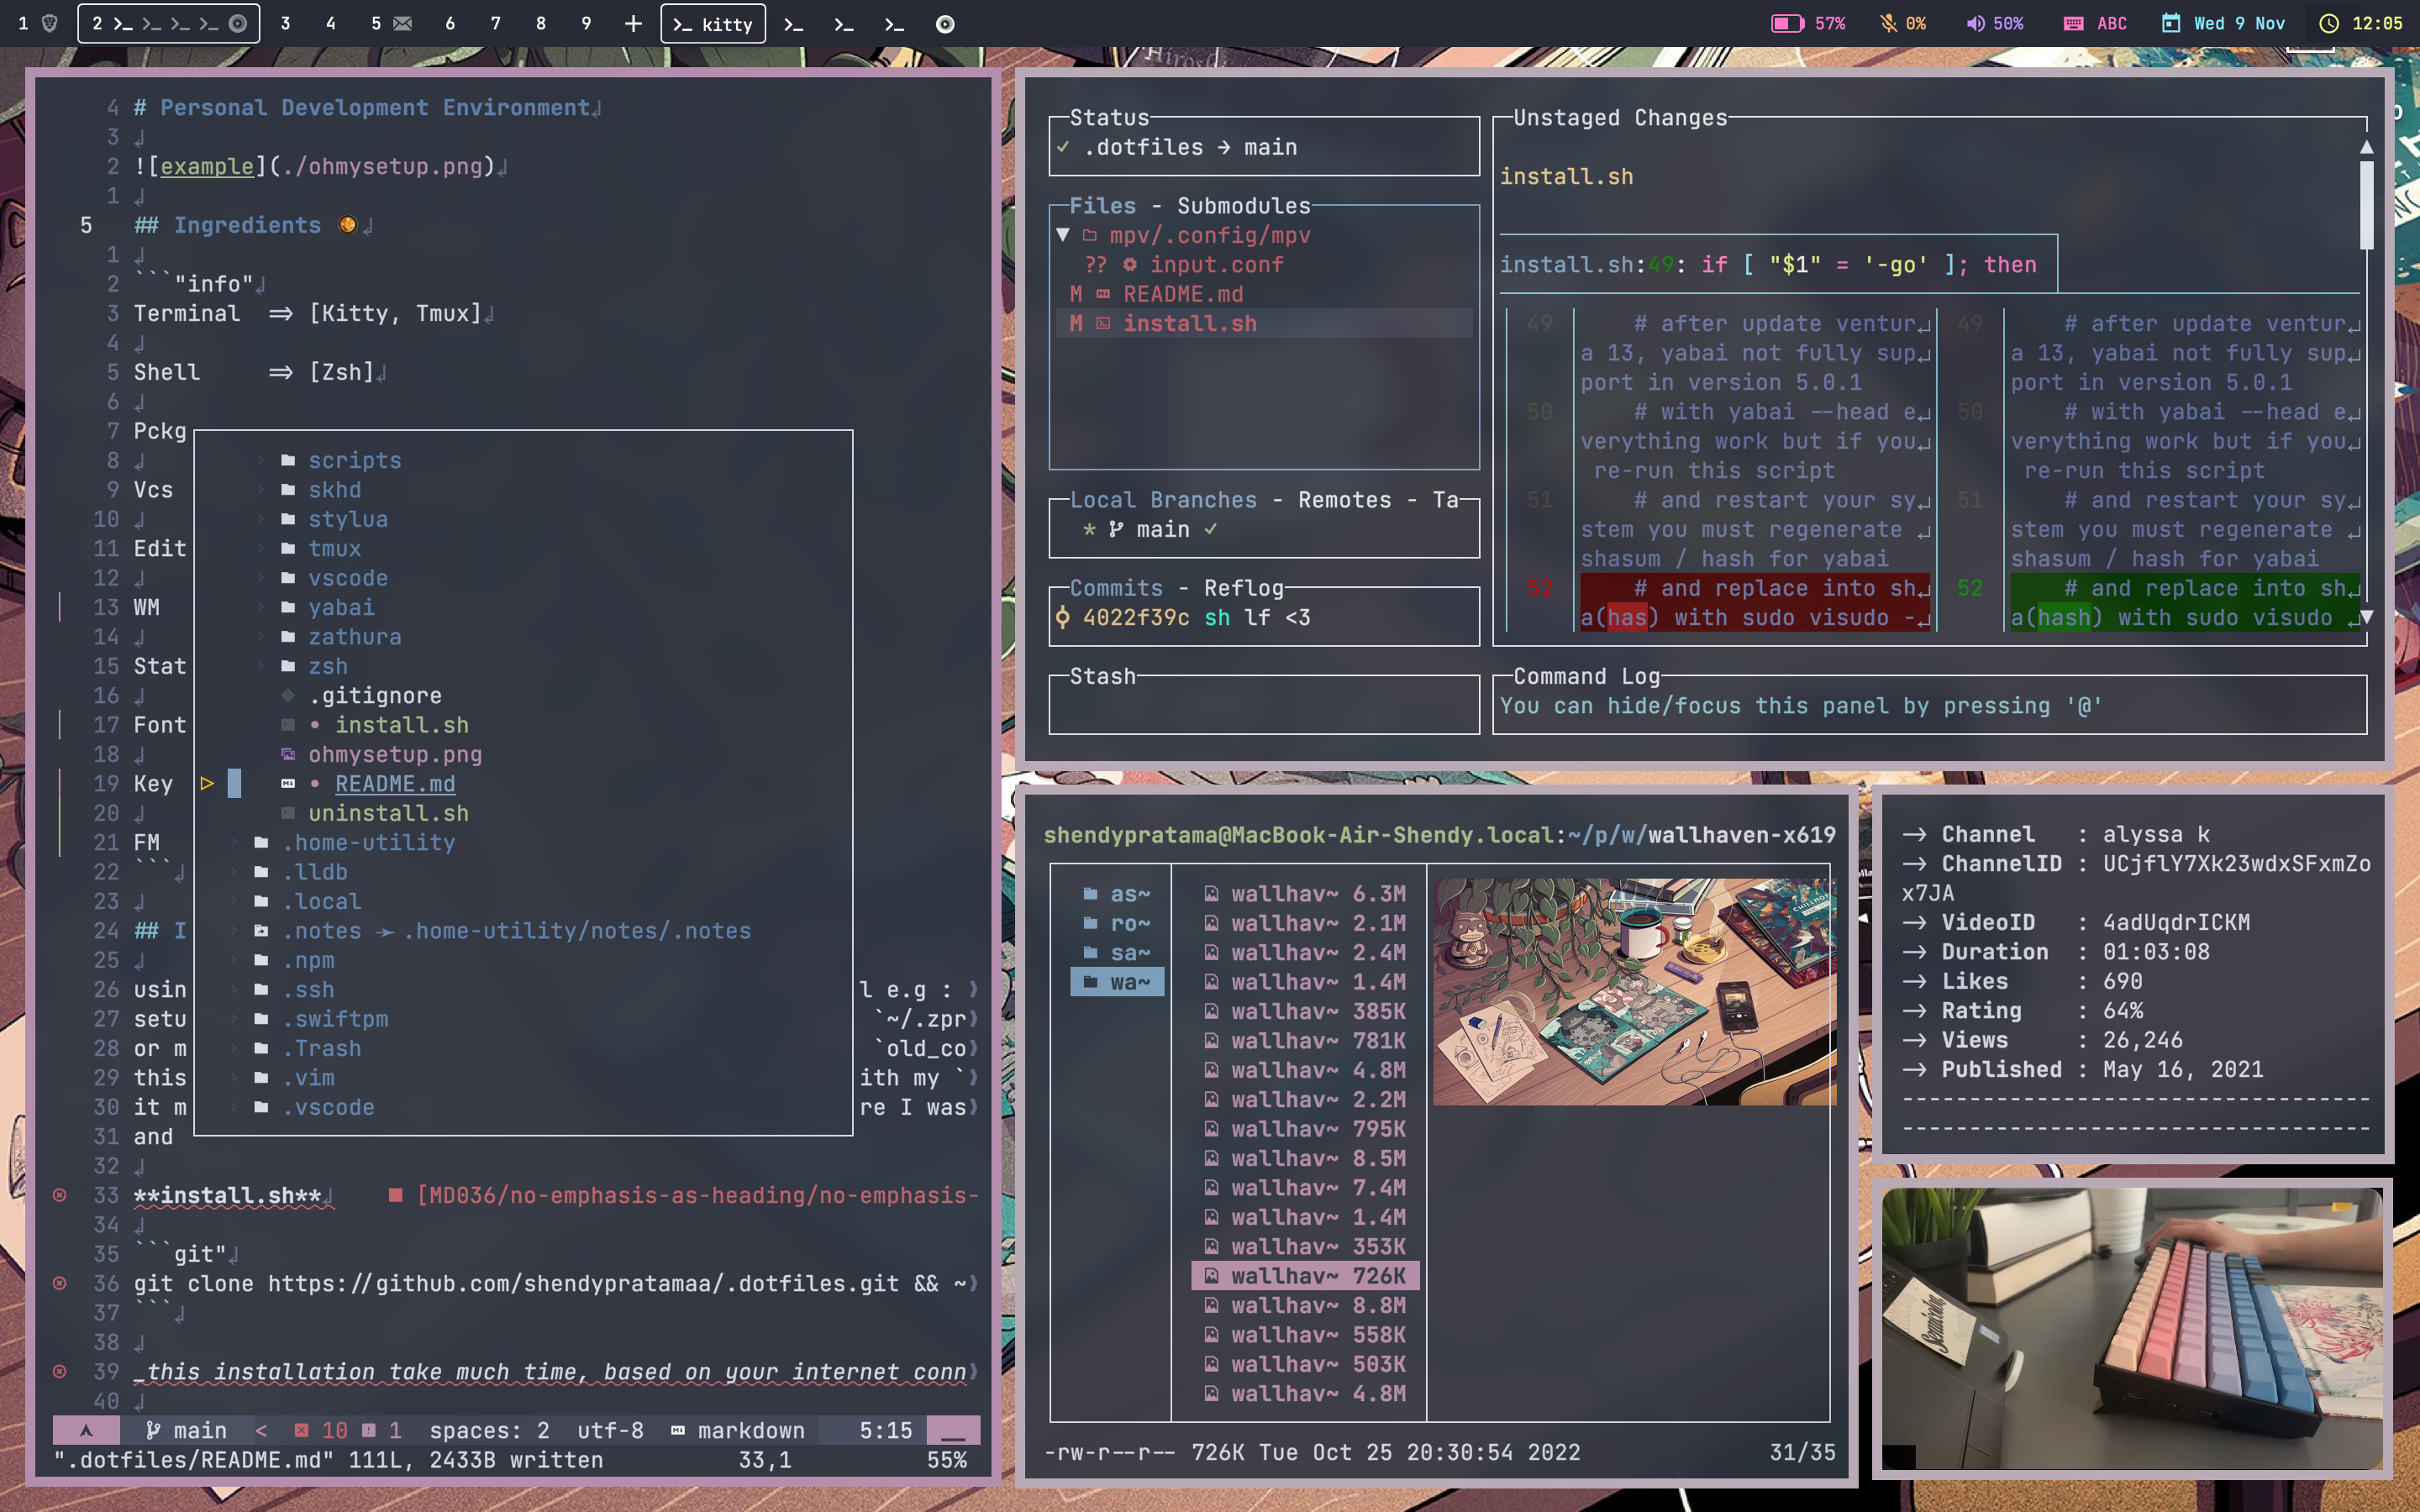 1 2 3 4 5 6 7 8 9 + kitty 57% 0% 50% ABC Wed 9 Nov 12:05
4 # Personal Development Environment
3
2 ![example](./ohmysetup.png)
1
5 ## Ingredients
1
2 ```"info"
3 Terminal => [Kitty, Tmux]
4
5 Shell => [Zsh]
6
7 Pckg
8
9 Vcs
10
11 Edit
12
13 WM
14
15 Stat
16
17 Font
18
19 Key
20
21 FM
22 ```
23
24 ## I
25
26 usin l e.g :
27 setu `~/.zpr
28 or m `old_co
29 this ith my `
30 it m re I was
31 and
32
33 **install.sh** [MD036/no-emphasis-as-heading/no-emphasis-
34
35 ```git"
36 git clone https://github.com/shendypratamaa/.dotfiles.git && ~
37 ```
38
39 _this installation take much time, based on your internet conn
40
main < 10 1 spaces: 2 utf-8 markdown 5:15
".dotfiles/README.md" 111L, 2433B written 33,1 55%
scripts
skhd
stylua
tmux
vscode
yabai
zathura
zsh
.gitignore
install.sh
ohmysetup.png
README.md
uninstall.sh
.home-utility
.lldb
.local
.notes → .home-utility/notes/.notes
.npm
.ssh
.swiftpm
.Trash
.vim
.vscode
Status
✓ .dotfiles → main
Files - Submodules
▼ mpv/.config/mpv
?? input.conf
M README.md
M install.sh
Local Branches - Remotes - Ta
* main ✓
Commits - Reflog
4022f39c sh lf <3
Stash
Unstaged Changes
install.sh
install.sh:49: if [ "$1" = '-go' ]; then
49 # after update ventur 49 # after update ventur
a 13, yabai not fully sup a 13, yabai not fully sup
port in version 5.0.1 port in version 5.0.1
50 # with yabai --head e 50 # with yabai --head e
verything work but if you verything work but if you
re-run this script re-run this script
51 # and restart your sy 51 # and restart your sy
stem you must regenerate stem you must regenerate
shasum / hash for yabai shasum / hash for yabai
52 # and replace into sh 52 # and replace into sh
a(has) with sudo visudo - a(hash) with sudo visudo
Command Log
You can hide/focus this panel by pressing '@'
shendypratama@MacBook-Air-Shendy.local:~/p/w/wallhaven-x619
as~
ro~
sa~
wa~
wallhav~ 6.3M
wallhav~ 2.1M
wallhav~ 2.4M
wallhav~ 1.4M
wallhav~ 385K
wallhav~ 781K
wallhav~ 4.8M
wallhav~ 2.2M
wallhav~ 795K
wallhav~ 8.5M
wallhav~ 7.4M
wallhav~ 1.4M
wallhav~ 353K
wallhav~ 726K
wallhav~ 8.8M
wallhav~ 558K
wallhav~ 503K
wallhav~ 4.8M
-rw-r--r-- 726K Tue Oct 25 20:30:54 2022 31/35
→ Channel : alyssa k
→ ChannelID : UCjflY7Xk23wdxSFxmZo
x7JA
→ VideoID : 4adUqdrICKM
→ Duration : 01:03:08
→ Likes : 690
→ Rating : 64%
→ Views : 26,246
→ Published : May 16, 2021
-----------------------------------
-----------------------------------